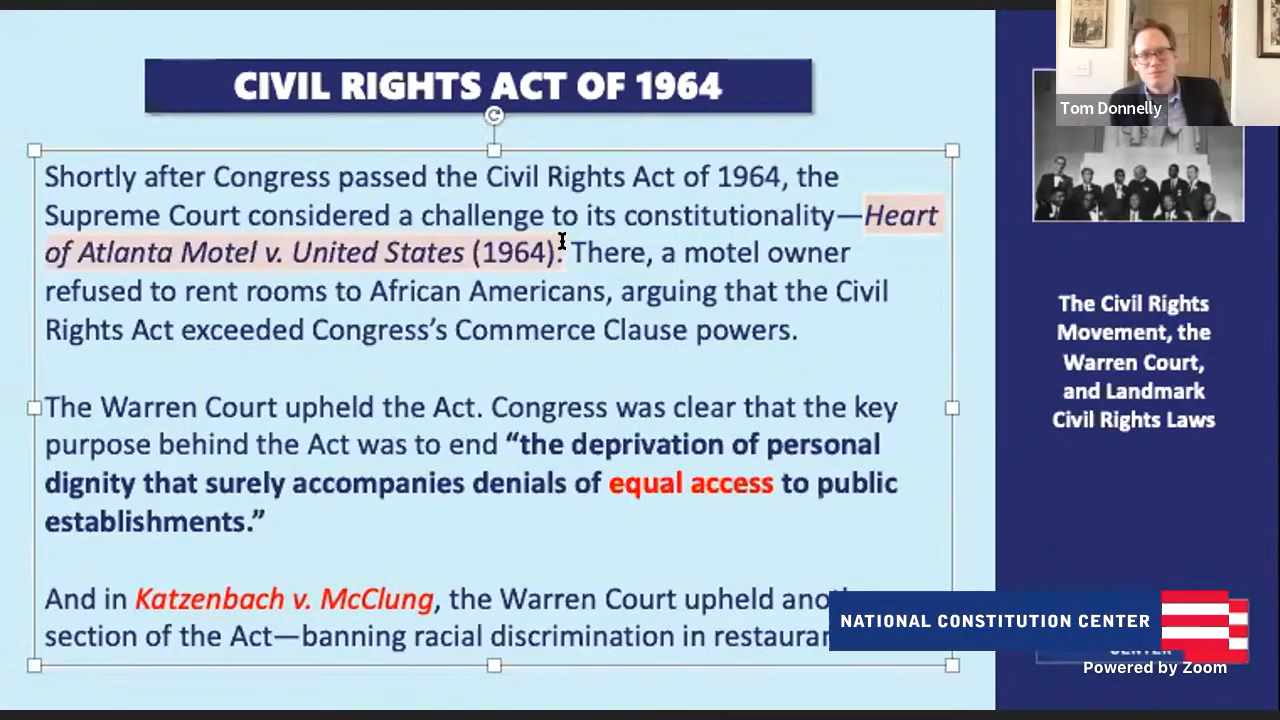 CIVIL RIGHTS ACT OF 1964
Shortly after Congress passed the Civil Rights Act of 1964, the
Supreme Court considered a challenge to its constitutionality—Heart
of Atlanta Motel v. United States (1964). There, a motel owner
refused to rent rooms to African Americans, arguing that the Civil
Rights Act exceeded Congress’s Commerce Clause powers.
The Warren Court upheld the Act. Congress was clear that the key
purpose behind the Act was to end “the deprivation of personal
dignity that surely accompanies denials of equal access to public
establishments.”
And in Katzenbach v. McClung, the Warren Court upheld
section of the Act—banning racial discrimination in
Tom Donnelly
The Civil Rights
Movement, the
Warren Court,
and Landmark
Civil Rights Laws
NATIONAL CONSTITUTION CENTER
Powered by Zoom